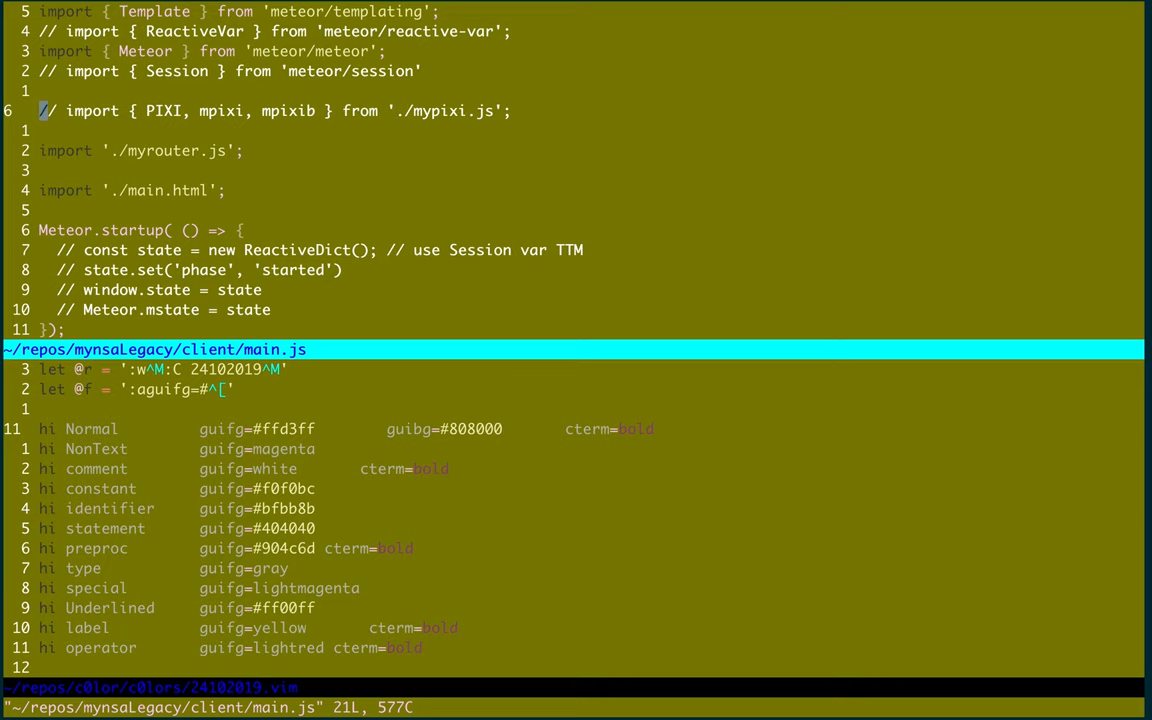 5 import { Template } from 'meteor/templating';
4 // import { ReactiveVar } from 'meteor/reactive-var';
3 import { Meteor } from 'meteor/meteor';
2 // import { Session } from 'meteor/session'
1
6 // import { PIXI, mpixi, mpixib } from './mypixi.js';
1
2 import './myrouter.js';
3
4 import './main.html';
5
6 Meteor.startup( () => {
7   // const state = new ReactiveDict(); // use Session var TTM
8   // state.set('phase', 'started')
9   // window.state = state
10   // Meteor.mstate = state
11 });
~/repos/mynsaLegacy/client/main.js
3 let @r = ':w^M:C 24102019^M'
2 let @f = ':aguifg=#^['
1
11 hi Normal guifg=#ffd3ff guibg=#808000 cterm=bold
1 hi NonText guifg=magenta
2 hi comment guifg=white cterm=bold
3 hi constant guifg=#f0f0bc
4 hi identifier guifg=#bfbb8b
5 hi statement guifg=#404040
6 hi preproc guifg=#904c6d cterm=bold
7 hi type guifg=gray
8 hi special guifg=lightmagenta
9 hi Underlined guifg=#ff00ff
10 hi label guifg=yellow cterm=bold
11 hi operator guifg=lightred cterm=bold
12
~/repos/c0lor/c0lors/24102019.vim
"~/repos/mynsaLegacy/client/main.js" 21L, 577C